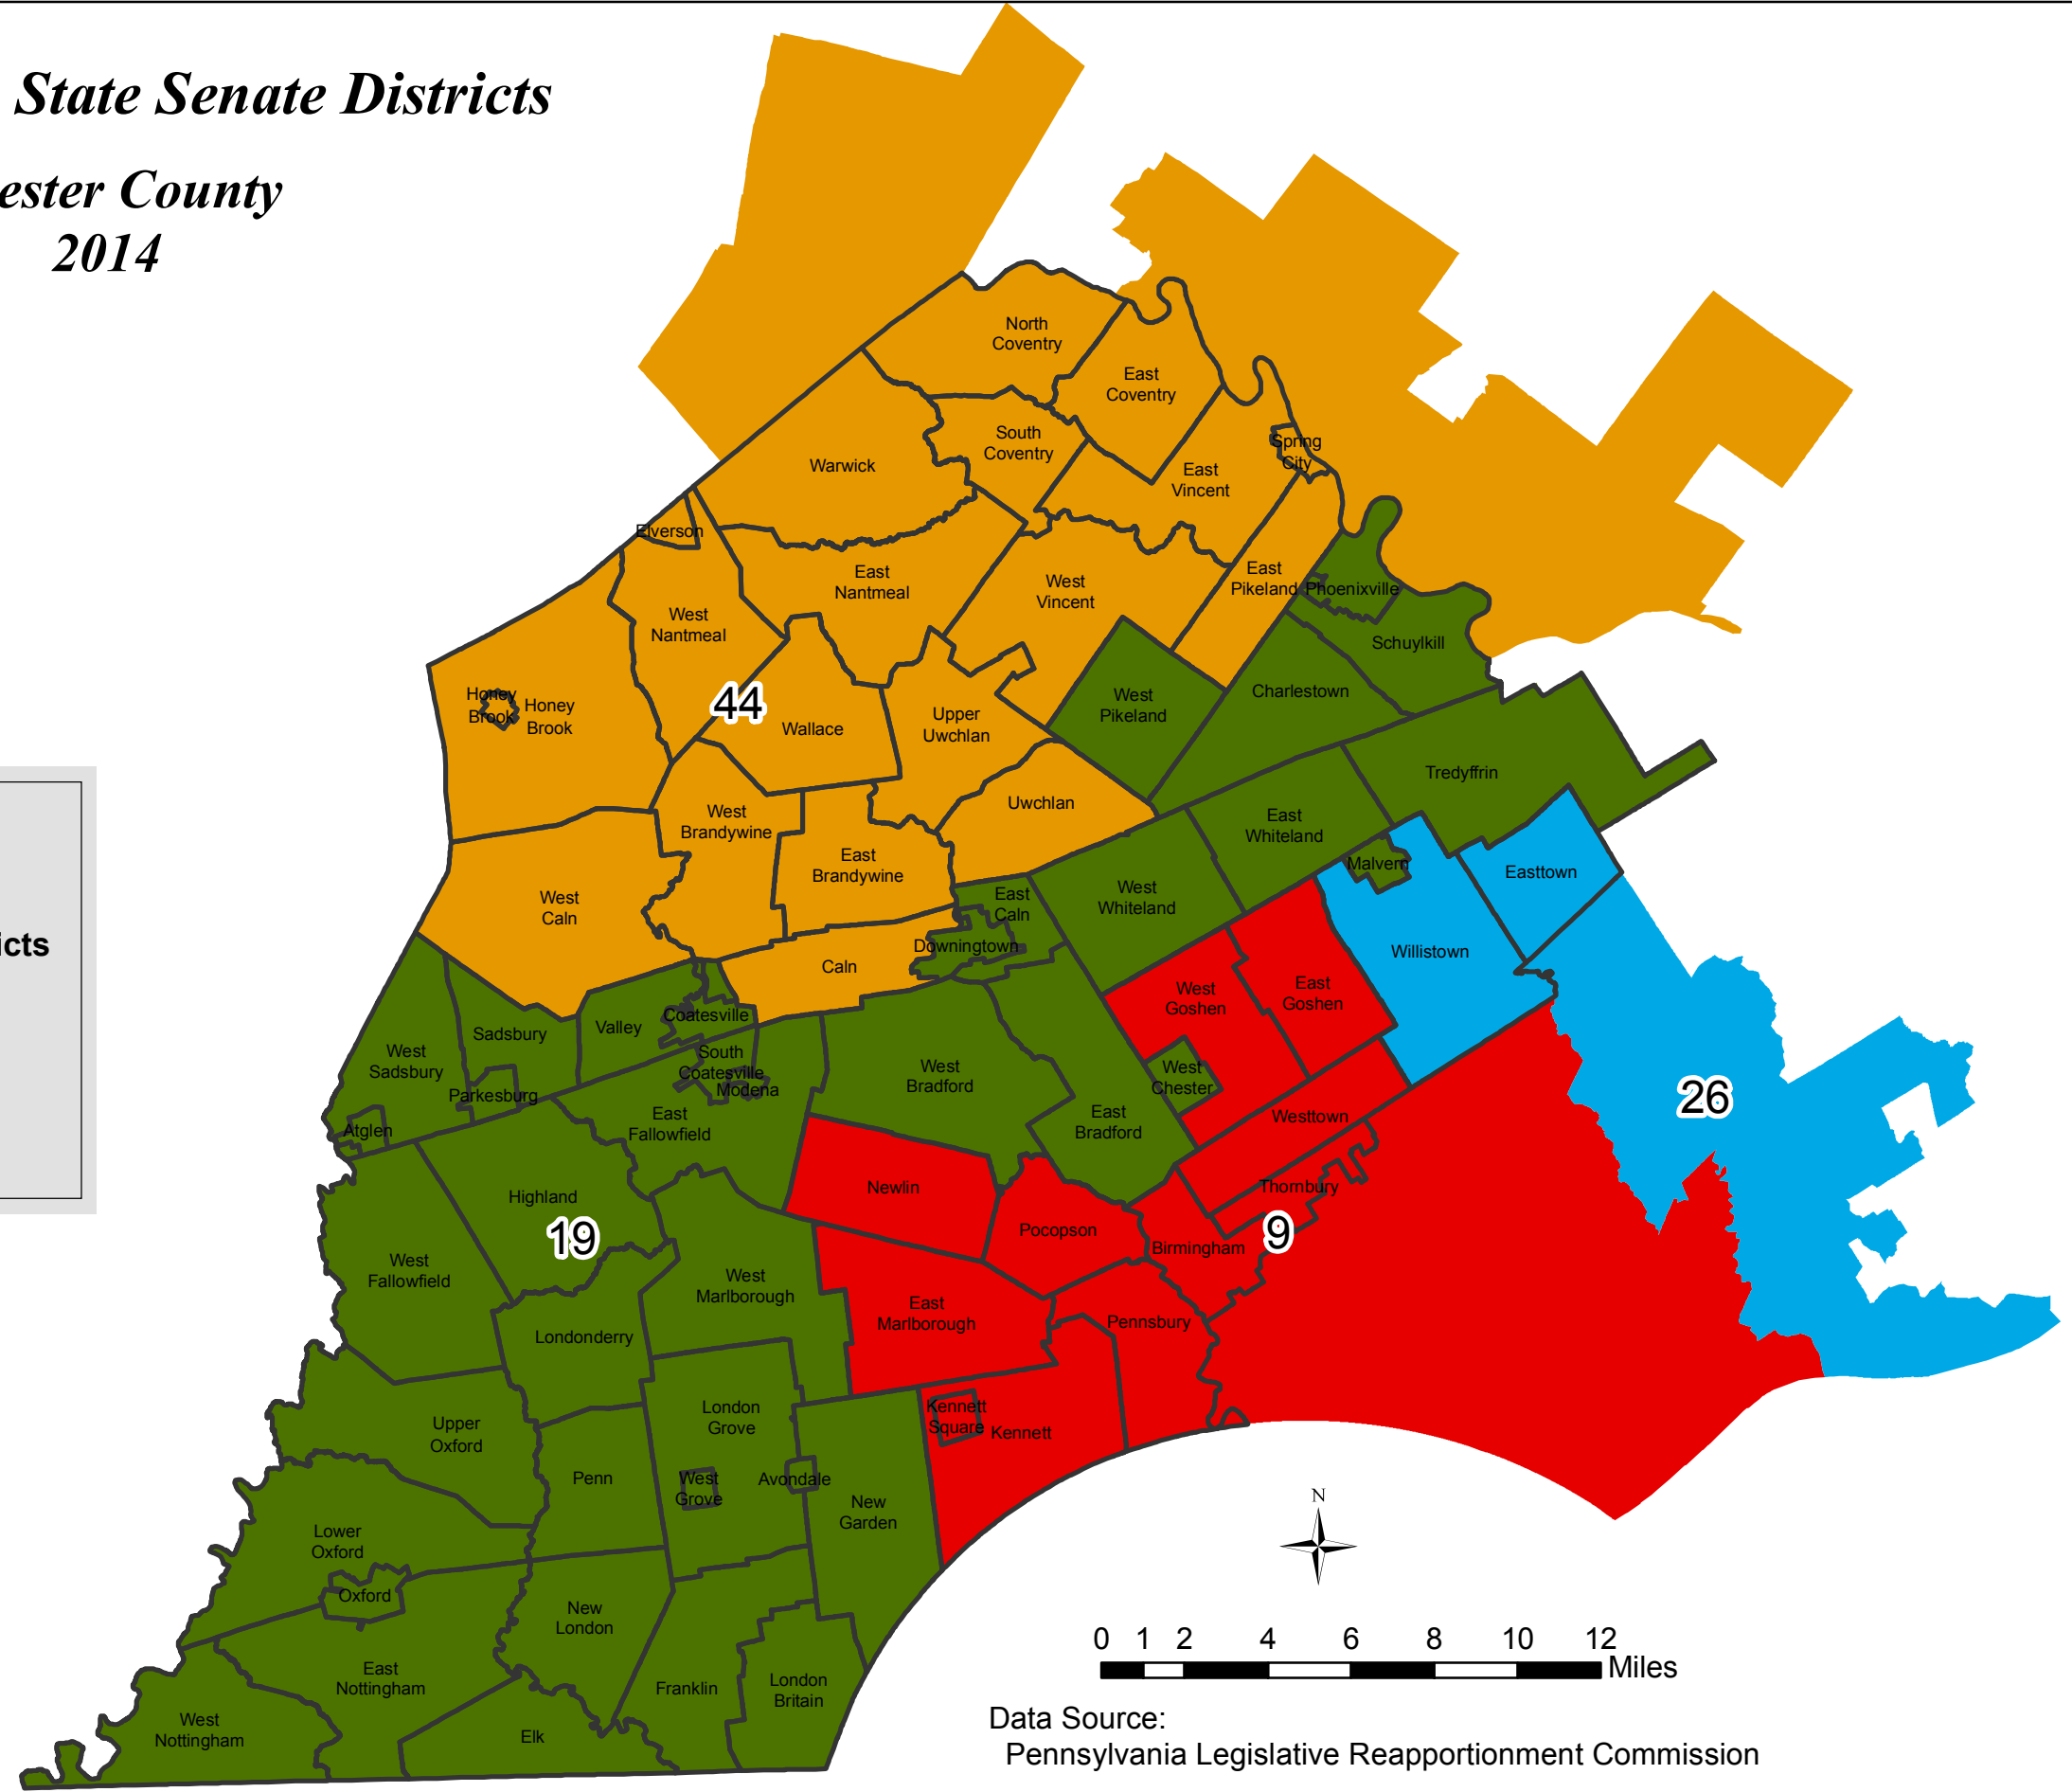 State Senate Districts
ester County
2014
icts
North
Coventry
East
Coventry
South
Coventry
Warwick
Spring
City
East
Vincent
Elverson
East
Nantmeal
West
Vincent
East
Pikeland
Phoenixville
West
Nantmeal
Schuylkill
Honey
Brook
Honey
Brook
44
Wallace
Upper
Uwchlan
West
Pikeland
Charlestown
Tredyffrin
West
Brandywine
Uwchlan
East
Whiteland
East
Brandywine
Malvern
Easttown
West
Caln
East
Caln
West
Whiteland
Downingtown
Caln
Willistown
West
Goshen
East
Goshen
Sadsbury
Valley
Coatesville
West
Sadsbury
South
Coatesville
Modena
Parkesburg
West
Bradford
West
Chester
26
Atglen
East
Fallowfield
East
Bradford
Westtown
Highland
Newlin
Thornbury
19
Pocopson
Birmingham
9
West
Fallowfield
West
Marlborough
East
Marlborough
Pennsbury
Londonderry
Upper
Oxford
London
Grove
Kennett
Square
Kennett
Penn
West
Grove
Avondale
New
Garden
N
Lower
Oxford
Oxford
New
London
0 1 2 4 6 8 10 12
Miles
East
Nottingham
Franklin
London
Britain
West
Nottingham
Elk
Data Source:
Pennsylvania Legislative Reapportionment Commission